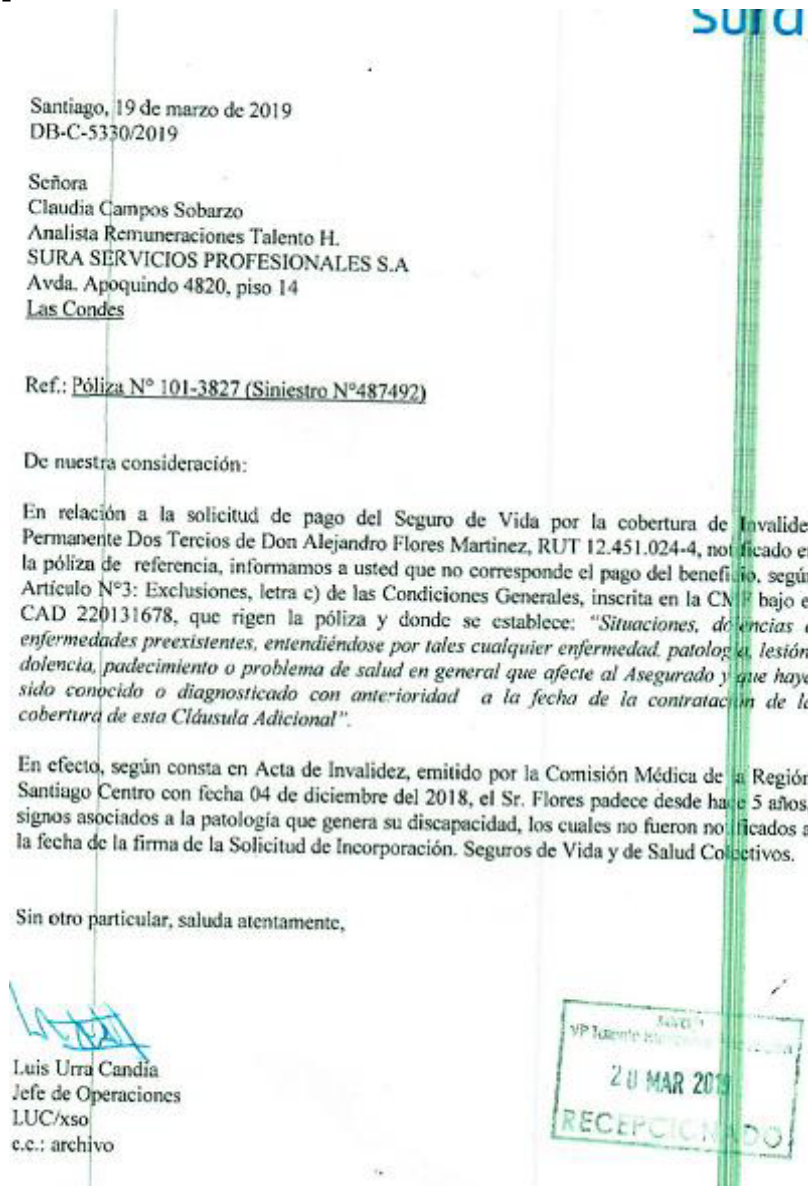 sura
Santiago, 19 de marzo de 2019
DB-C-5330/2019
Señora
Claudia Campos Sobarzo
Analista Remuneraciones Talento H.
SURA SERVICIOS PROFESIONALES S.A
Avda. Apoquindo 4820, piso 14
Las Condes
Ref.: Póliza N° 101-3827 (Siniestro N°487492)
De nuestra consideración:
En relación a la solicitud de pago del Seguro de Vida por la cobertura de Invalide
Permanente Dos Tercios de Don Alejandro Flores Martinez, RUT 12.451.024-4, notificado e
la póliza de referencia, informamos a usted que no corresponde el pago del beneficio, segú
Artículo N°3: Exclusiones, letra c) de las Condiciones Generales, inscrita en la CMF bajo e
CAD 220131678, que rigen la póliza y donde se establece: "Situaciones, dolencias
enfermedades preexistentes, entendiéndose por tales cualquier enfermedad, patología, lesión
dolencia, padecimiento o problema de salud en general que afecte al Asegurado y que haye
sido conocido o diagnosticado con anterioridad a la fecha de la contratación de la
cobertura de esta Cláusula Adicional".
En efecto, según consta en Acta de Invalidez, emitido por la Comisión Médica de la Región
Santiago Centro con fecha 04 de diciembre del 2018, el Sr. Flores padece desde hace 5 años,
signos asociados a la patología que genera su discapacidad, los cuales no fueron notificados a
la fecha de la firma de la Solicitud de Incorporación. Seguros de Vida y de Salud Colectivos.
Sin otro particular, saluda atentamente,
Luis Urra Candia
Jefe de Operaciones
LUC/xso
c.c.: archivo
VP
20 MAR 2019
RECEPCIONADO